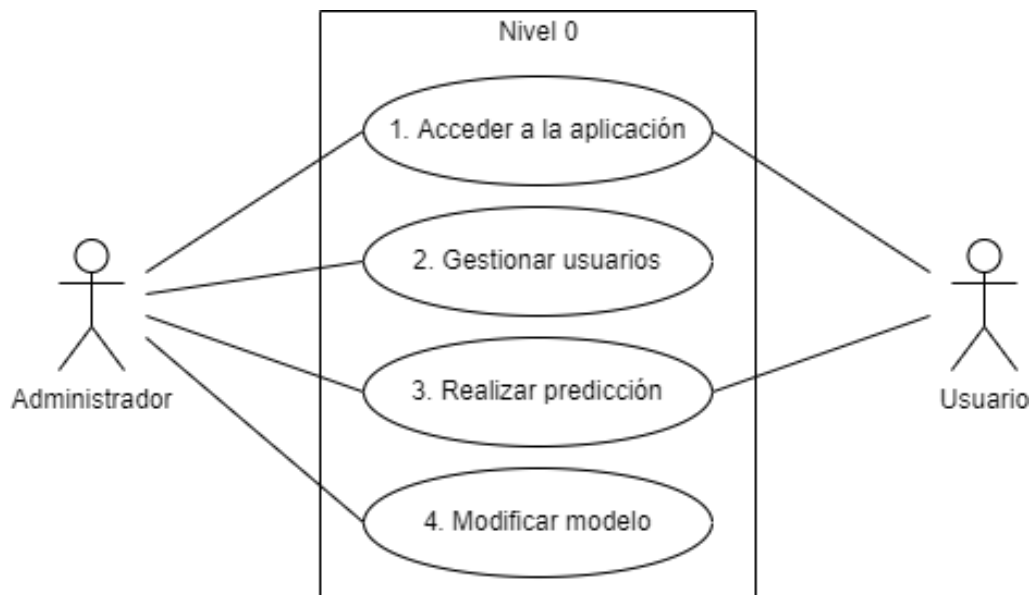 Nivel 0
1. Acceder a la aplicación
2. Gestionar usuarios
3. Realizar predicción
4. Modificar modelo
Administrador
Usuario